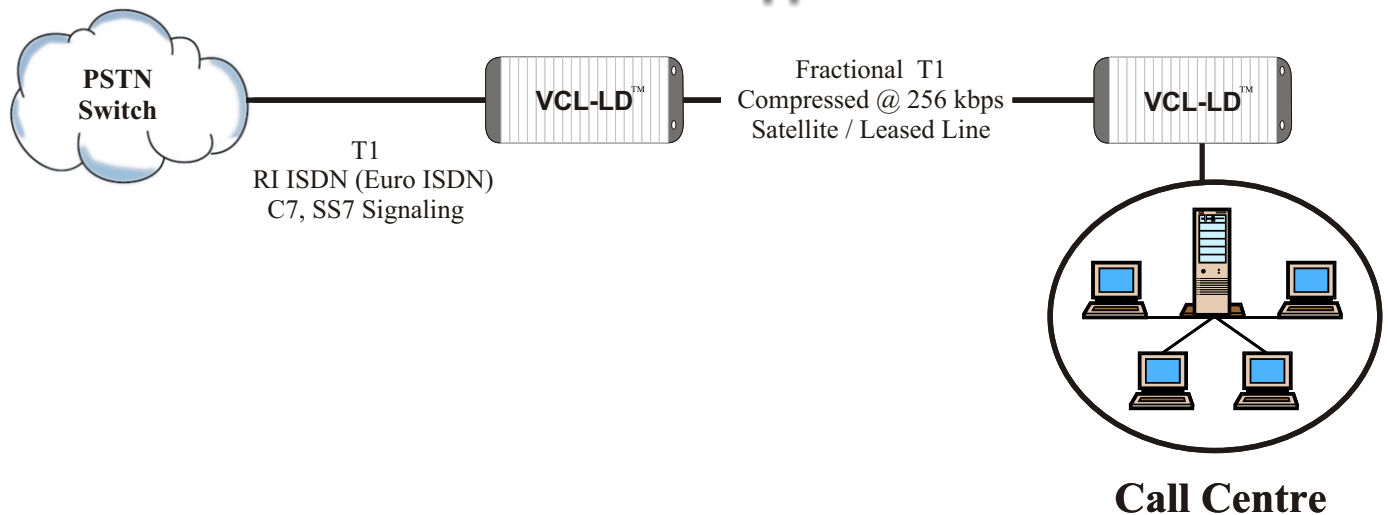 PSTN
Switch
T1
RI ISDN (Euro ISDN)
C7, SS7 Signaling
VCL-LD™
Fractional T1
Compressed @ 256 kbps
Satellite / Leased Line
VCL-LD™
Call Centre